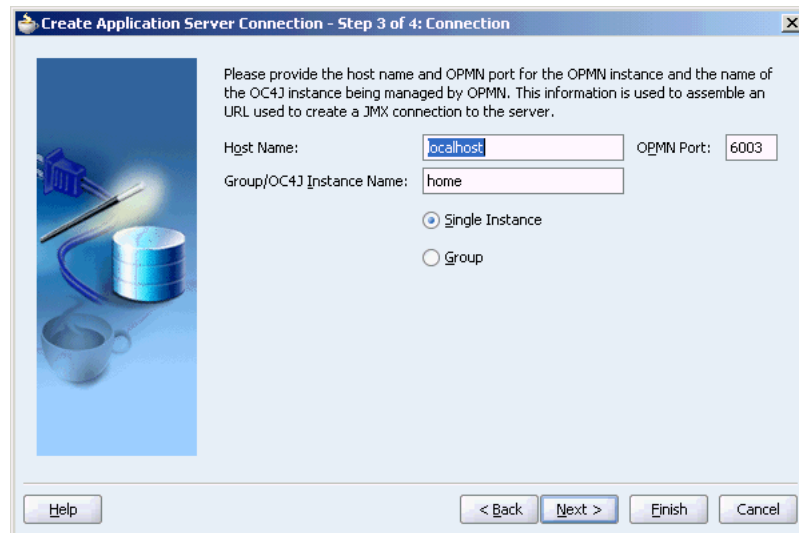 Create Application Server Connection - Step 3 of 4: Connection
Please provide the host name and OPMN port for the OPMN instance and the name of
the OC4J instance being managed by OPMN. This information is used to assemble an
URL used to create a JMX connection to the server.
Host Name: localhost OPMN Port: 6003
Group/OC4J Instance Name: home
Single Instance
Group
Help < Back Next > Finish Cancel